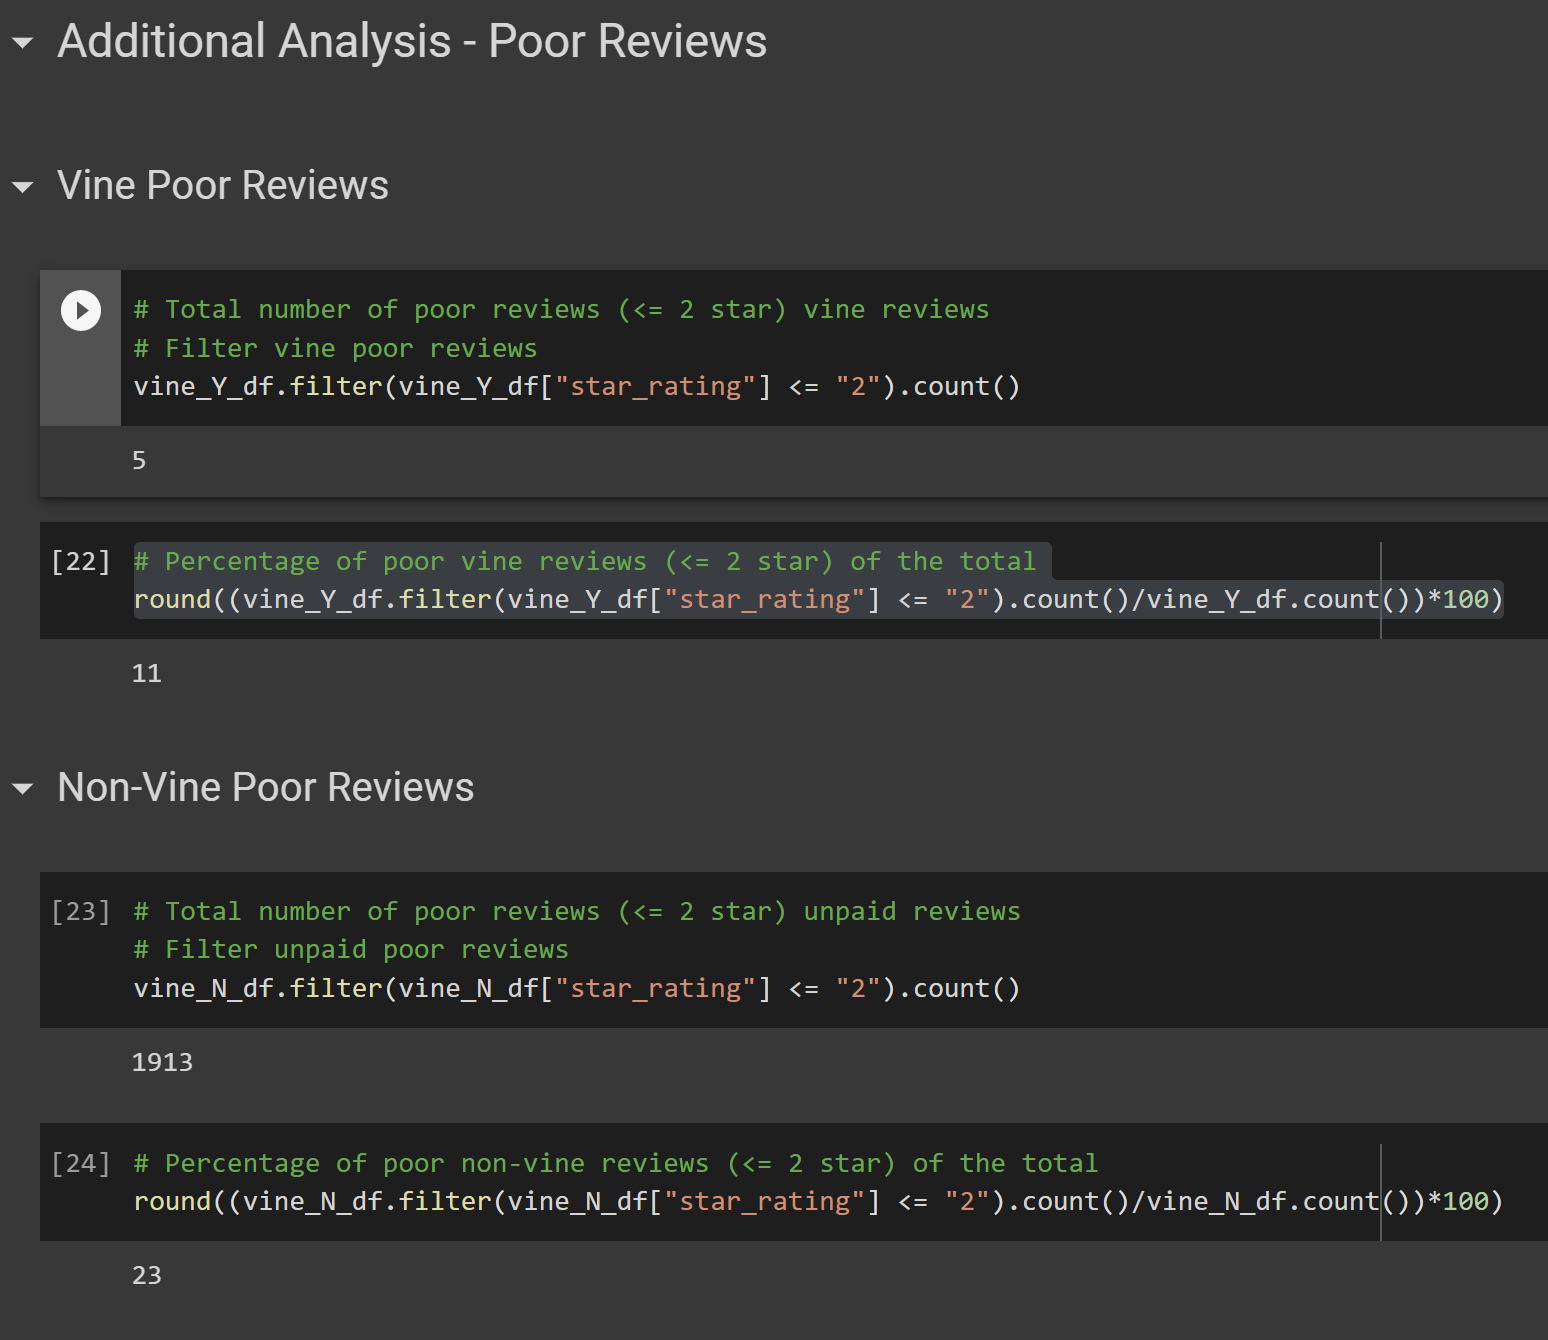 Additional Analysis - Poor Reviews
Vine Poor Reviews
# Total number of poor reviews (<= 2 star) vine reviews
# Filter vine poor reviews
vine_Y_df.filter(vine_Y_df["star_rating"] <= "2").count()
5
[22] # Percentage of poor vine reviews (<= 2 star) of the total
round((vine_Y_df.filter(vine_Y_df["star_rating"] <= "2").count()/vine_Y_df.count())*100)
11
Non-Vine Poor Reviews
[23] # Total number of poor reviews (<= 2 star) unpaid reviews
# Filter unpaid poor reviews
vine_N_df.filter(vine_N_df["star_rating"] <= "2").count()
1913
[24] # Percentage of poor non-vine reviews (<= 2 star) of the total
round((vine_N_df.filter(vine_N_df["star_rating"] <= "2").count()/vine_N_df.count())*100)
23